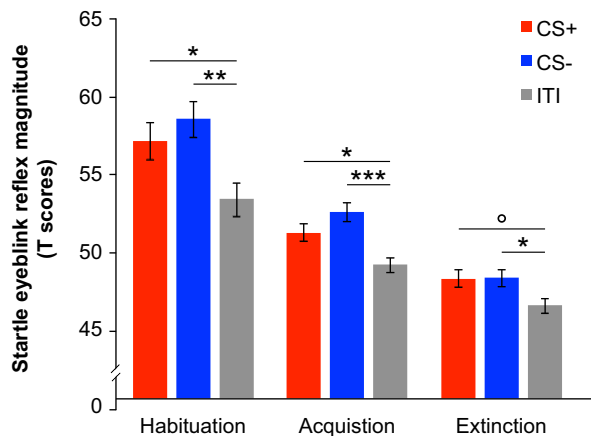 65
60
55
50
45
0
Startle eyeblink reflex magnitude
(T scores)
CS+
CS-
ITI
*
**
*
***
°
*
Habituation
Acquistion
Extinction